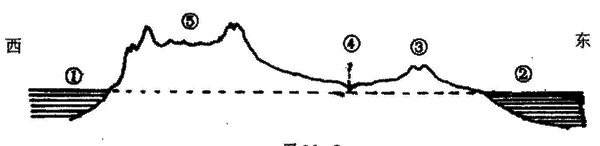 西 ① ⑤ ④ ③ ② 东